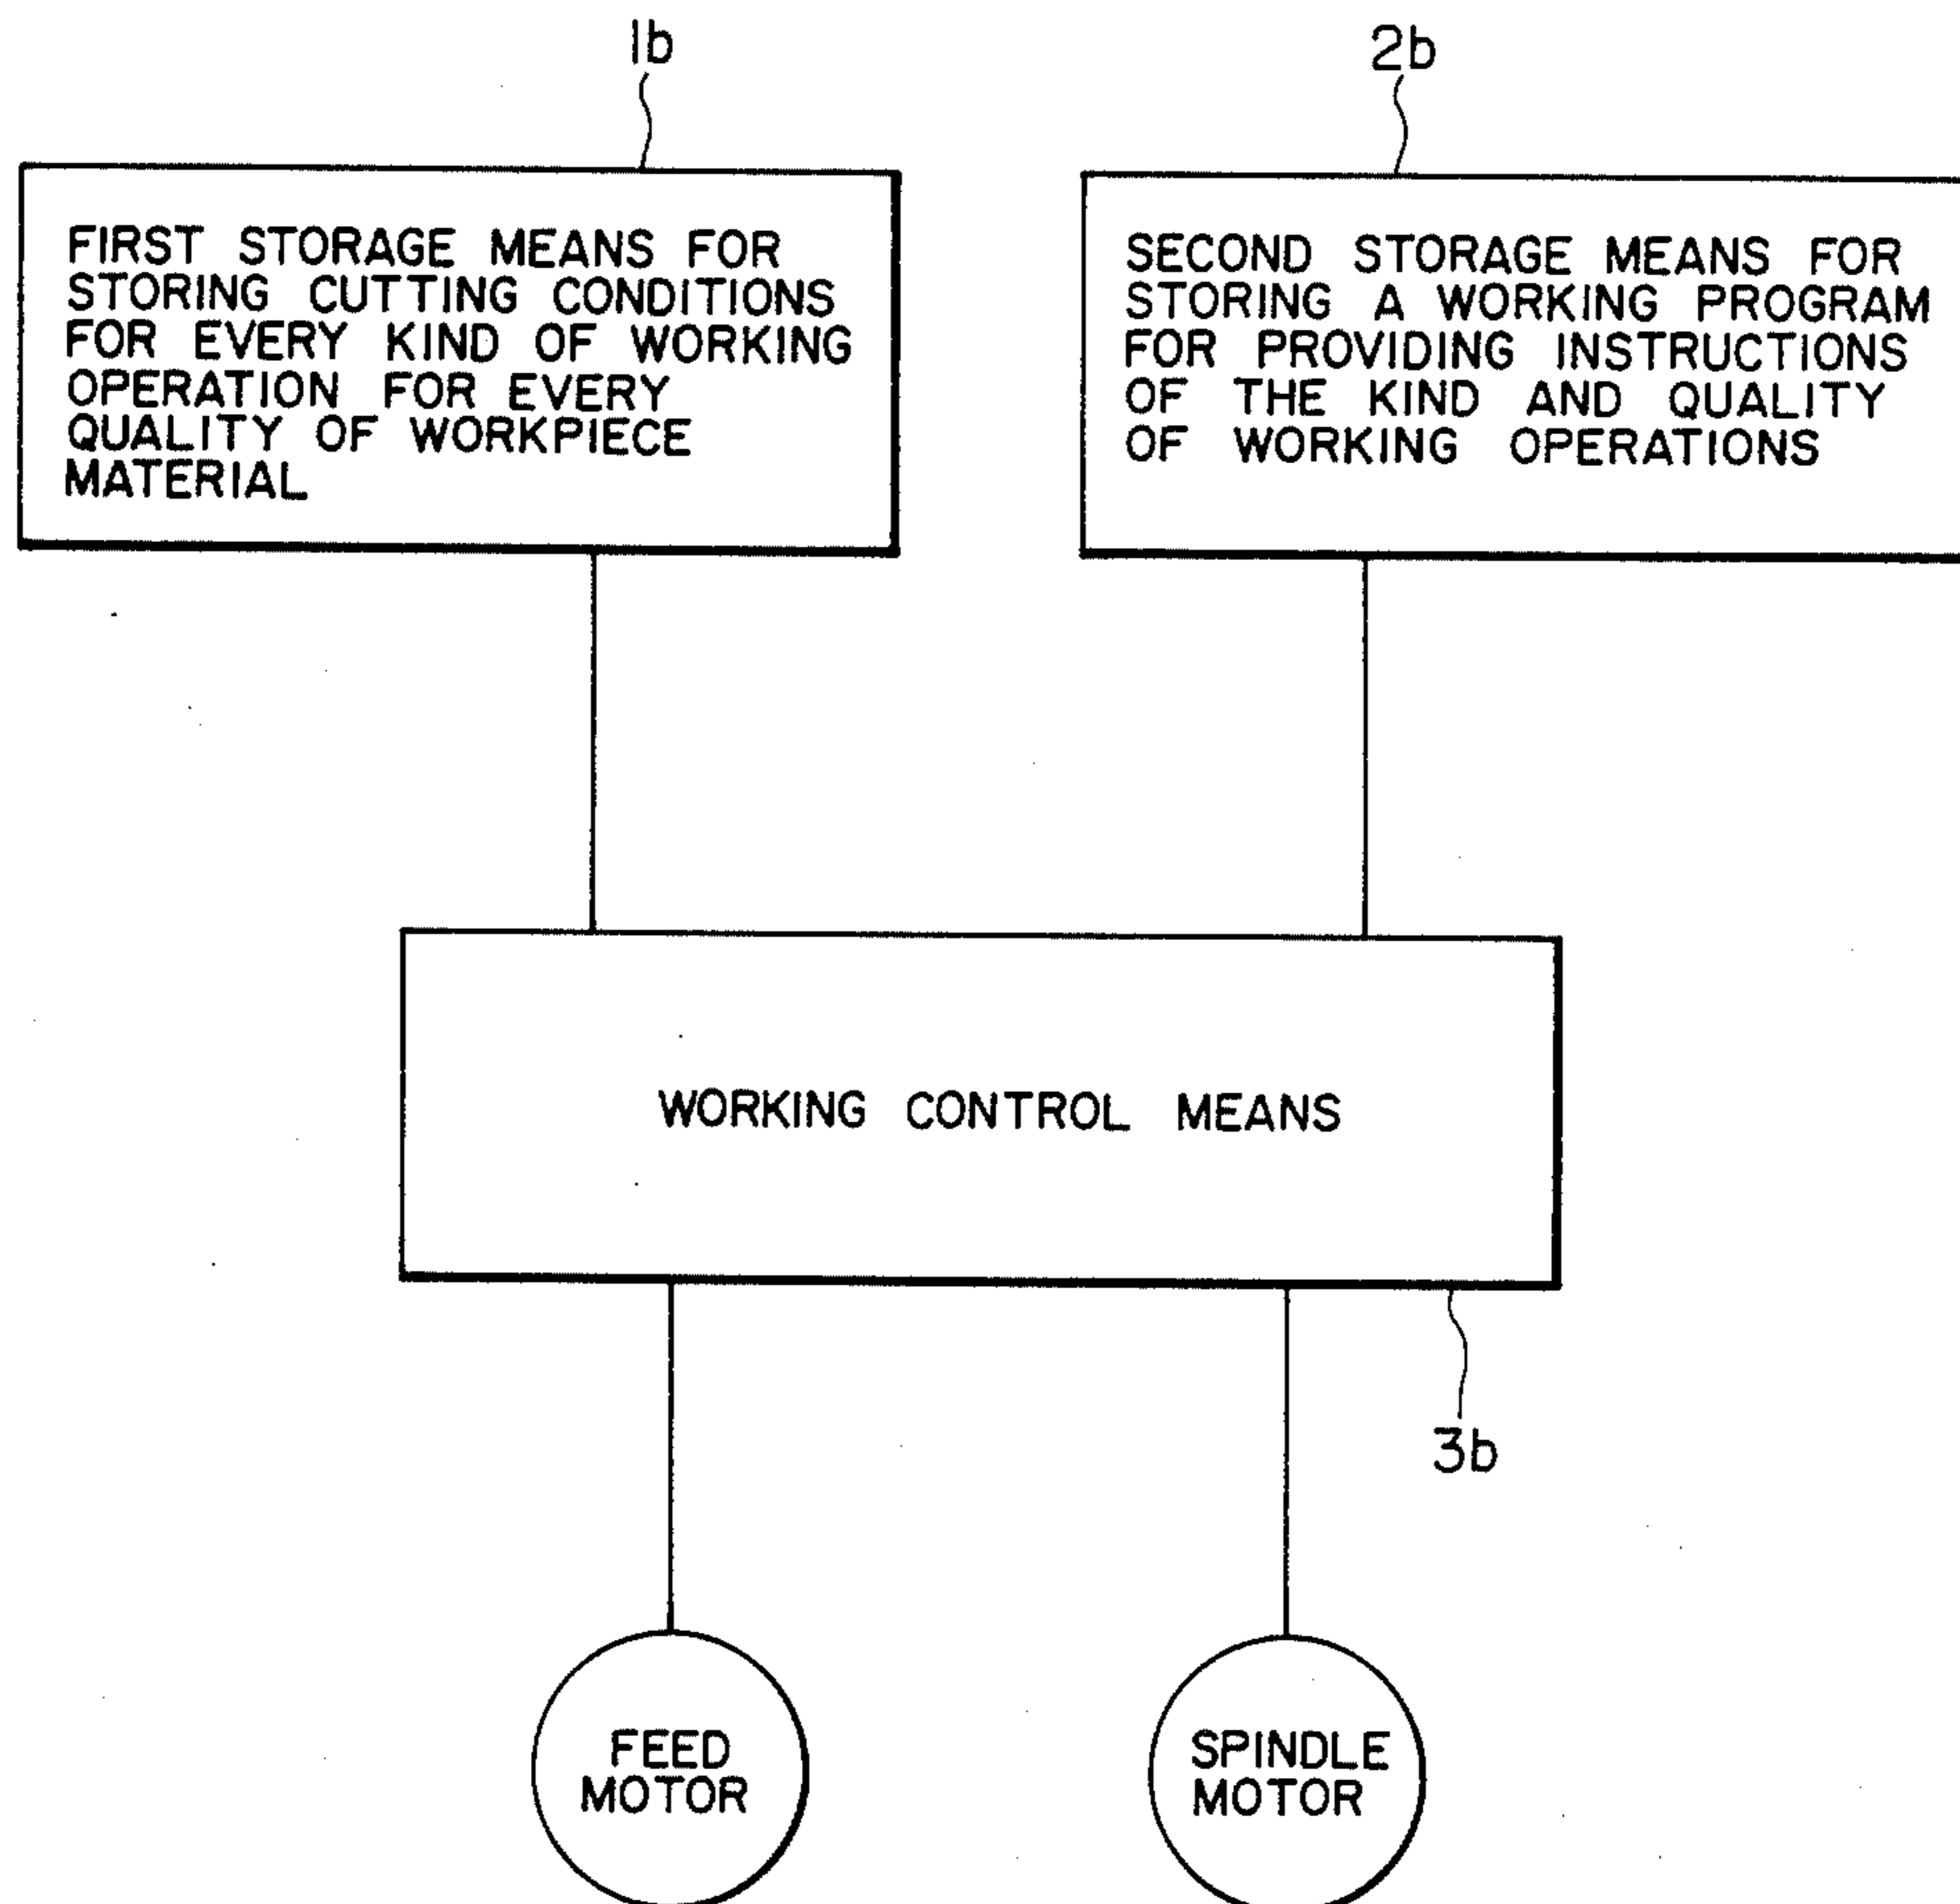 1b
2b
FIRST STORAGE MEANS FOR
STORING CUTTING CONDITIONS
FOR EVERY KIND OF WORKING
OPERATION FOR EVERY
QUALITY OF WORKPIECE
MATERIAL
SECOND STORAGE MEANS FOR
STORING A WORKING PROGRAM
FOR PROVIDING INSTRUCTIONS
OF THE KIND AND QUALITY
OF WORKING OPERATIONS
WORKING CONTROL MEANS
3b
FEED
MOTOR
SPINDLE
MOTOR